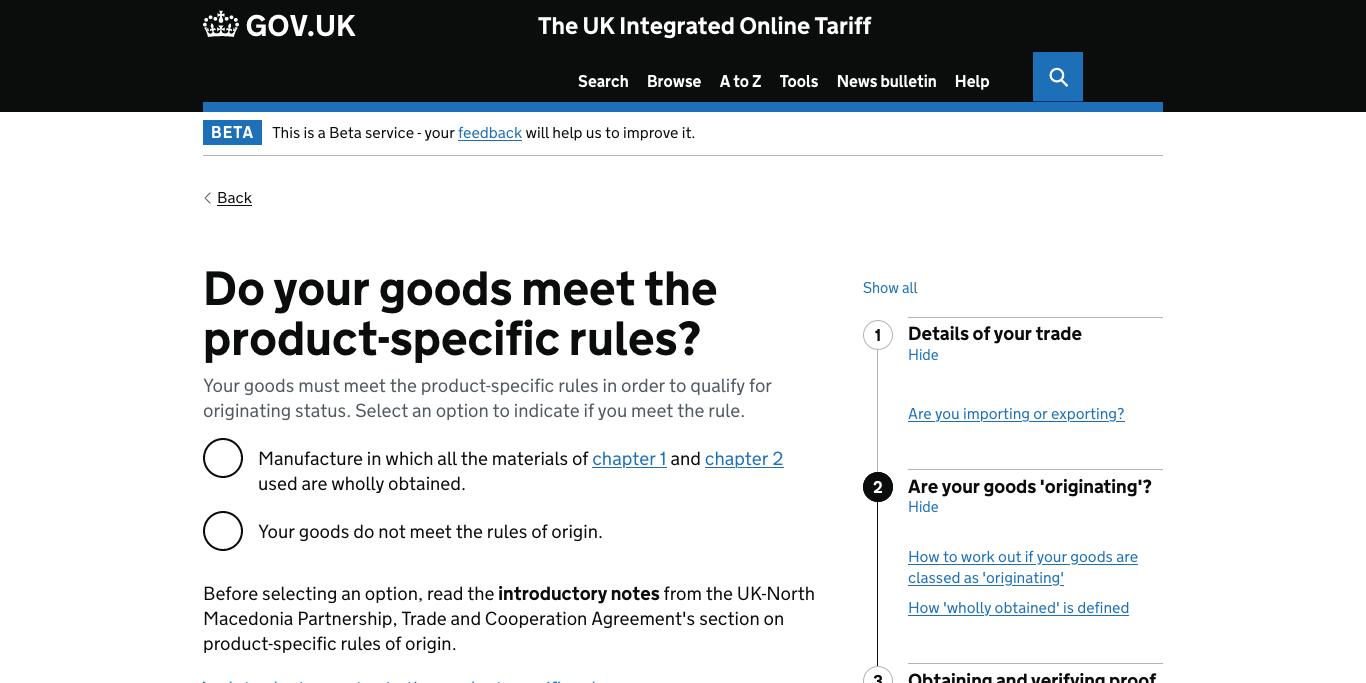 GOV.UK
The UK Integrated Online Tariff
Search Browse A to Z Tools News bulletin Help
BETA This is a Beta service - your feedback will help us to improve it.
Back
Do your goods meet the
product-specific rules?
Your goods must meet the product-specific rules in order to qualify for
originating status. Select an option to indicate if you meet the rule.
Manufacture in which all the materials of chapter 1 and chapter 2
used are wholly obtained.
Your goods do not meet the rules of origin.
Before selecting an option, read the introductory notes from the UK-North
Macedonia Partnership, Trade and Cooperation Agreement's section on
product-specific rules of origin.
Show all
1 Details of your trade
Hide
Are you importing or exporting?
2 Are your goods 'originating'?
Hide
How to work out if your goods are
classed as 'originating'
How 'wholly obtained' is defined
3 Obtaining and verifying proof